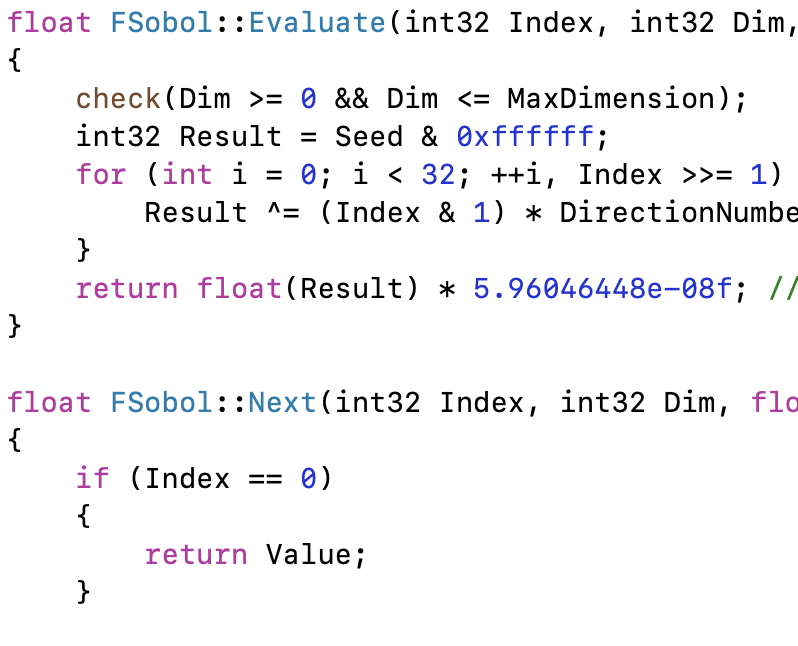 float FSobol::Evaluate(int32 Index, int32 Dim,
{
check(Dim >= 0 && Dim <= MaxDimension);
int32 Result = Seed & 0xffffff;
for (int i = 0; i < 32; ++i, Index >>= 1)
Result ^= (Index & 1) * DirectionNumbe
}
return float(Result) * 5.96046448e-08f; //
}
float FSobol::Next(int32 Index, int32 Dim, flo
{
if (Index == 0)
{
return Value;
}